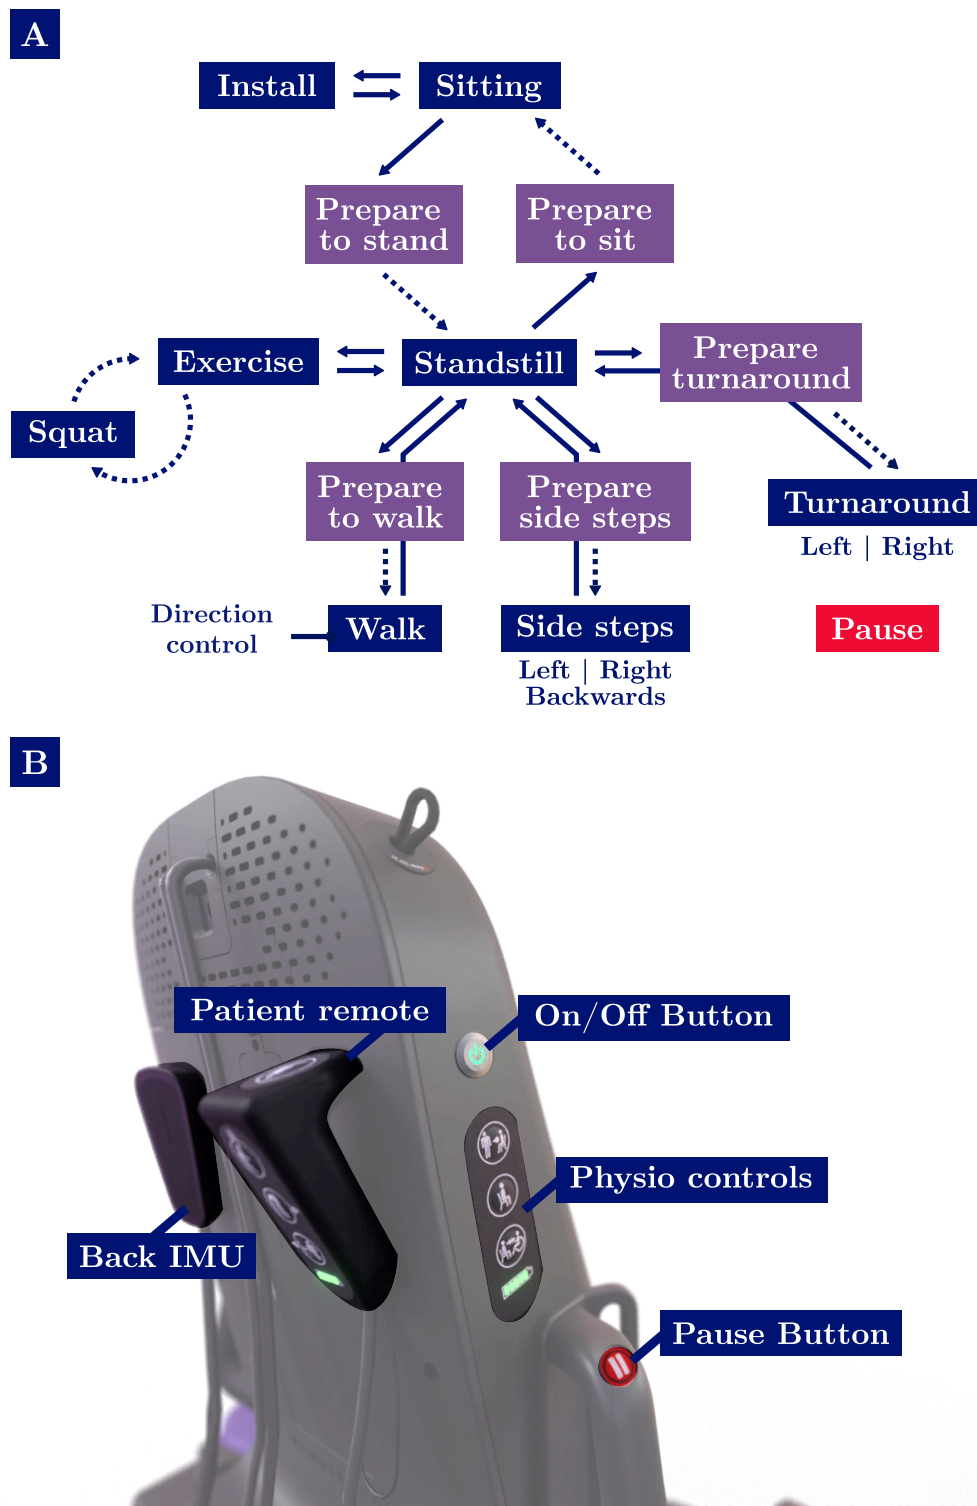 A
Install
Sitting
Prepare
to stand
Prepare
to sit
Exercise
Standstill
Prepare
turnaround
Squat
Prepare
to walk
Prepare
side steps
Turnaround
Left | Right
Direction
control
Walk
Side steps
Left | Right
Backwards
Pause
B
Patient remote
On/Off Button
Physio controls
Back IMU
Pause Button